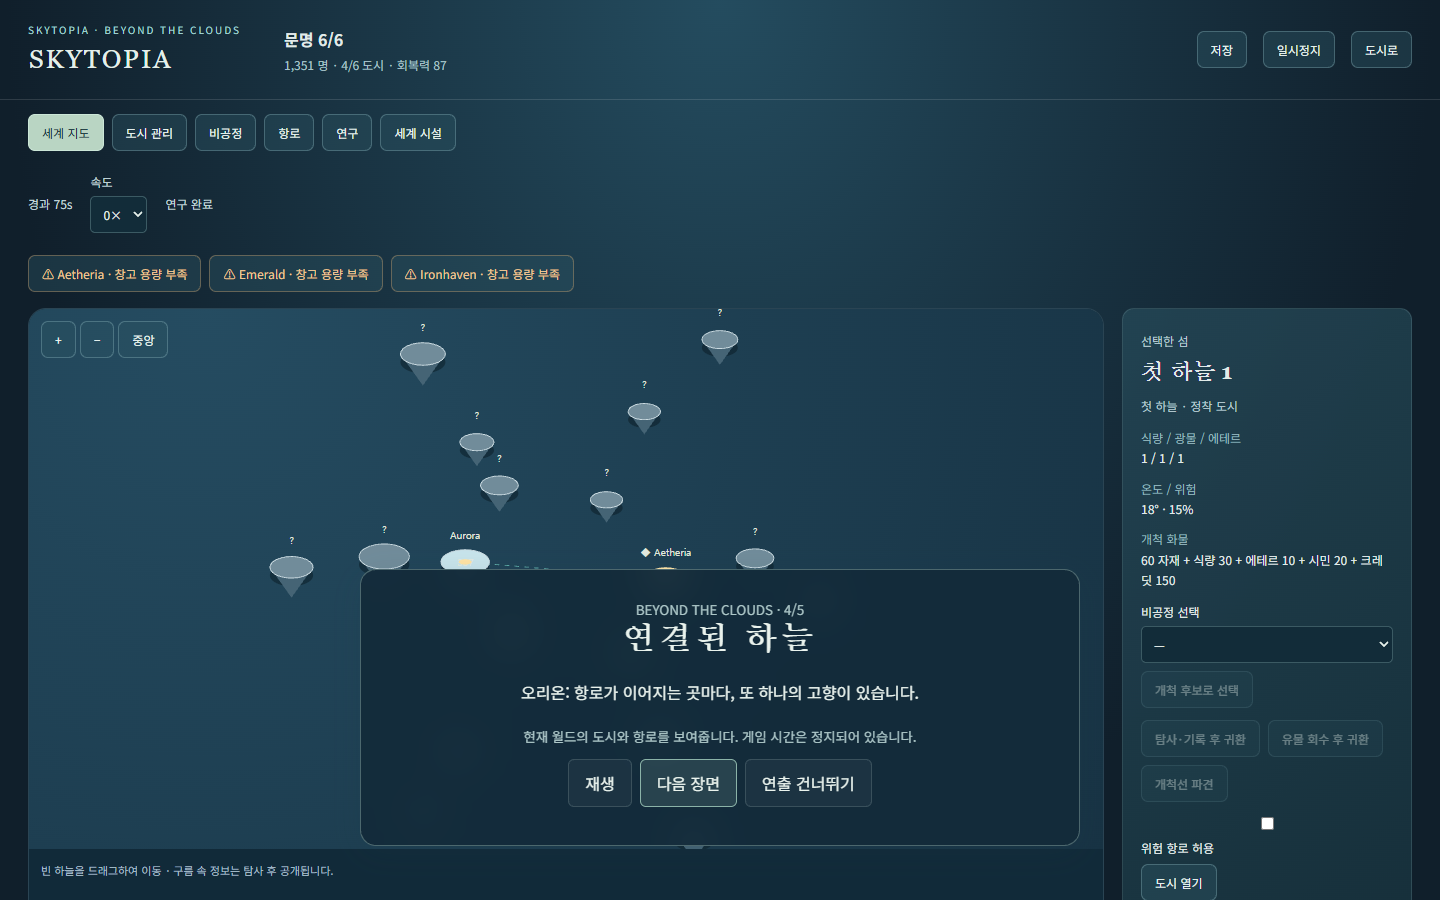 SKYTOPIA · BEYOND THE CLOUDS
SKYTOPIA
문명 6/6
1,351 명 · 4/6 도시 · 회복력 87
저장
일시정지
도시로
세계 지도
도시 관리
비공정
항로
연구
세계 시설
경과 75s
속도
0×
연구 완료
⚠ Aetheria · 창고 용량 부족
⚠ Emerald · 창고 용량 부족
⚠ Ironhaven · 창고 용량 부족
+
−
중앙
?
?
?
?
?
?
Aurora
?
?
◆ Aetheria
?
BEYOND THE CLOUDS · 4/5
연결된 하늘
오리온: 항로가 이어지는 곳마다, 또 하나의 고향이 있습니다.
현재 월드의 도시와 항로를 보여줍니다. 게임 시간은 정지되어 있습니다.
재생
다음 장면
연출 건너뛰기
빈 하늘을 드래그하여 이동 · 구름 속 정보는 탐사 후 공개됩니다.
선택한 섬
첫 하늘 1
첫 하늘 · 정착 도시
식량 / 광물 / 에테르
1 / 1 / 1
온도 / 위험
18° · 15%
개척 화물
60 자재 + 식량 30 + 에테르 10 + 시민 20 + 크레
딧 150
비공정 선택
—
개척 후보로 선택
탐사·기록 후 귀환
유물 회수 후 귀환
개척선 파견
위험 항로 허용
도시 열기